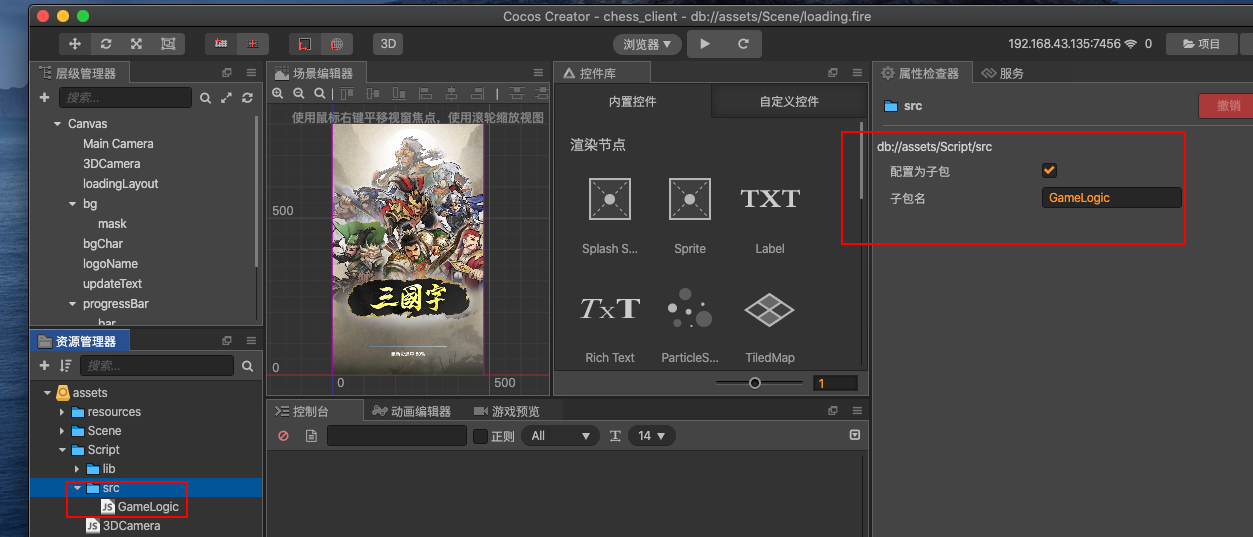 Cocos Creator - chess_client - db://assets/Scene/loading.fire
3D
浏览器
192.168.43.135:7456
0
项目
层级管理器
搜索...
Canvas
Main Camera
3DCamera
loadingLayout
bg
mask
bgChar
logoName
updateText
progressBar
bar
场景编辑器
使用鼠标右键平移视窗焦点，使用滚轮缩放视图
500
三國字
0
0
500
控件库
内置控件
自定义控件
渲染节点
TXT
Splash S...
Sprite
Label
TxT
Rich Text
ParticleS...
TiledMap
1
属性检查器
服务
src
撤销
db://assets/Script/src
配置为子包
子包名
GameLogic
资源管理器
搜索...
assets
resources
Scene
Script
lib
src
JS
GameLogic
JS
3DCamera
控制台
动画编辑器
游戏预览
正则
All
14